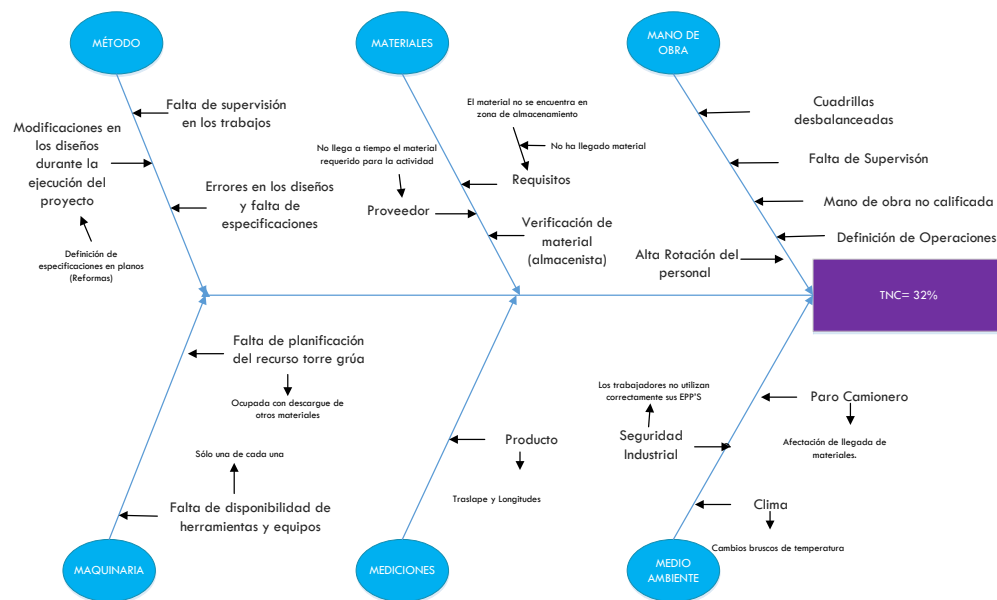 MÉTODO
MATERIALES
MANO DE
OBRA
Falta de supervisión
en los trabajos
Modificaciones en
los diseños
durante la
ejecución del
proyecto
Errores en los diseños
y falta de
especificaciones
Definición de
especificaciones en planos
(Reformas)
El material no se encuentra en
zona de almacenamiento
No ha llegado material
No llega a tiempo el material
requerido para la actividad
Requisitos
Proveedor
Verificación de
material
(almacenista)
Cuadrillas
desbalanceadas
Falta de Supervisón
Mano de obra no calificada
Definición de Operaciones
Alta Rotación del
personal
TNC= 32%
Falta de planificación
del recurso torre grúa
Ocupada con descargue de
otros materiales
Sólo una de cada una
Falta de disponibilidad de
herramientas y equipos
Producto
Traslape y Longitudes
Los trabajadores no utilizan
correctamente sus EPP'S
Seguridad
Industrial
Paro Camionero
Afectación de llegada de
materiales.
Clima
Cambios bruscos de temperatura
MAQUINARIA
MEDICIONES
MEDIO
AMBIENTE